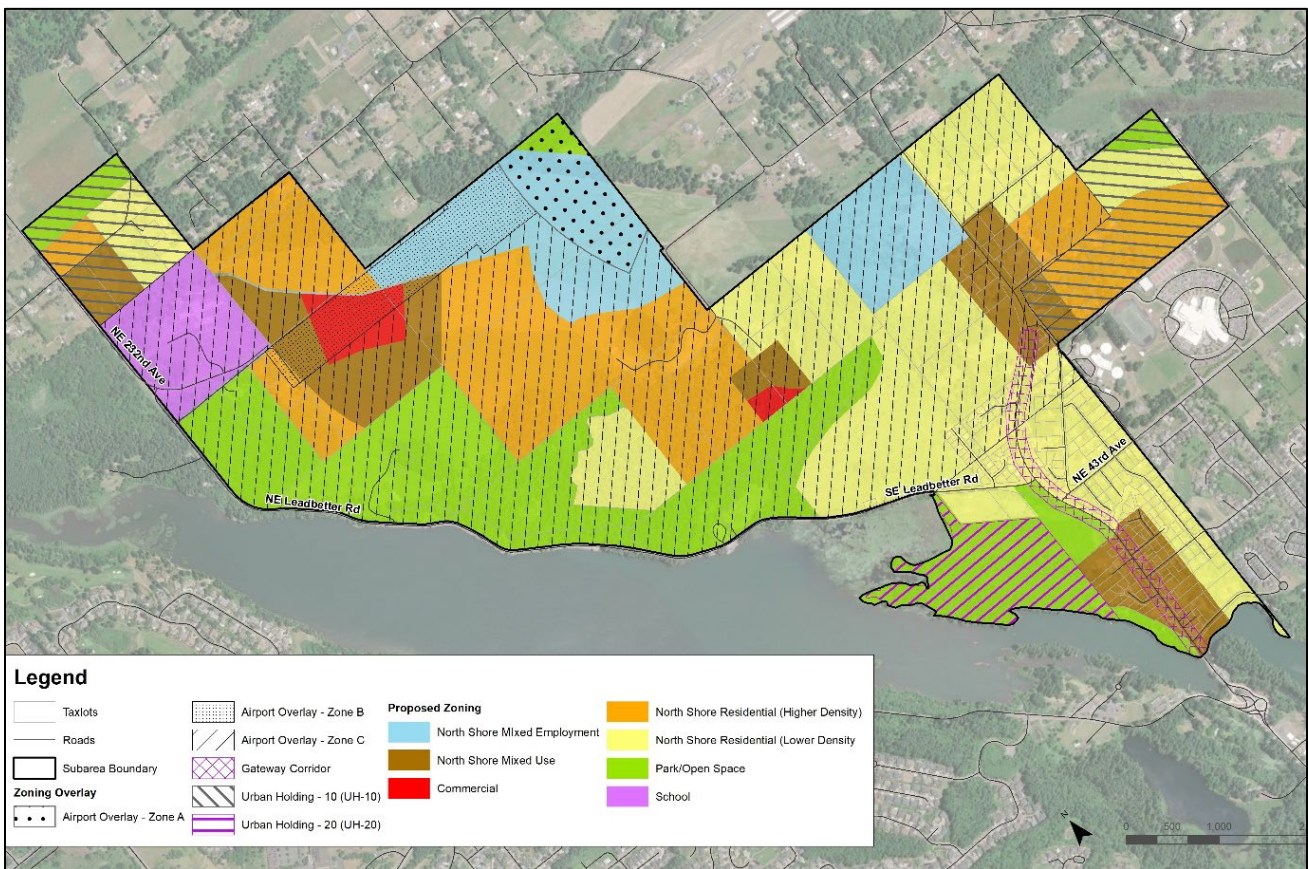 NE 232nd Ave
NE Leadbetter Rd
SE Leadbetter Rd
NE 43rd Ave
Legend
Taxlots
Roads
Subarea Boundary
Zoning Overlay
Airport Overlay - Zone A
Airport Overlay - Zone B
Airport Overlay - Zone C
Gateway Corridor
Urban Holding - 10 (UH-10)
Urban Holding - 20 (UH-20)
Proposed Zoning
North Shore MIxed Employment
North Shore Mixed Use
Commercial
North Shore Residential (Higher Density)
North Shore Residential (Lower Density
Park/Open Space
School
0 500 1,000